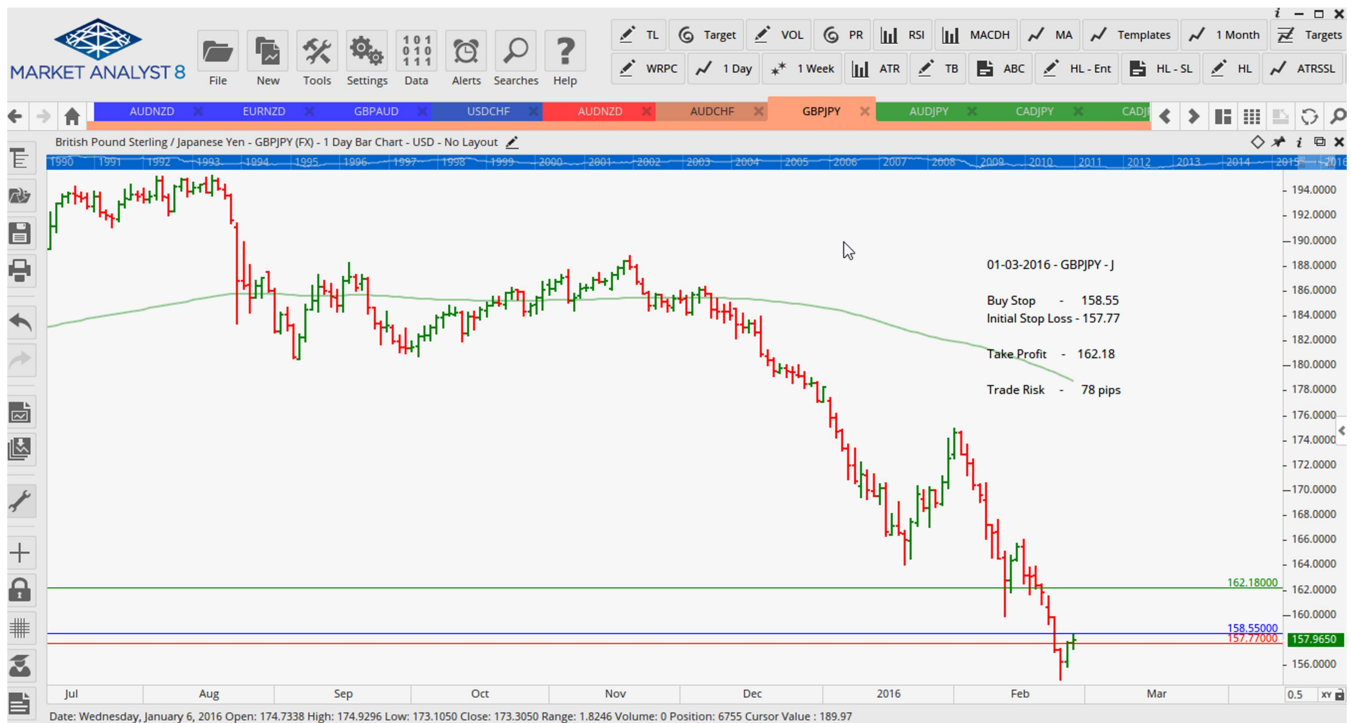 MARKET ANALYST 8
File New Tools Settings Data Alerts Searches Help
TL Target VOL PR RSI MACDH MA Templates 1 Month Targets
WRPC 1 Day 1 Week ATR TB ABC HL - Ent HL - SL HL ATRSSL
AUDNZD EURNZD GBPAUD USDCHF AUDNZD AUDCHF GBPJPY AUDJPY CADJPY CADJ
British Pound Sterling / Japanese Yen - GBPJPY (FX) - 1 Day Bar Chart - USD - No Layout
1990 1991 1992 1993 1994 1995 1996 1997 1998 1999 2000 2001 2002 2003 2004 2005 2006 2007 2008 2009 2010 2011 2012 2013 2014 2015 2016
194.0000
192.0000
190.0000
188.0000
186.0000
184.0000
182.0000
180.0000
178.0000
176.0000
174.0000
172.0000
170.0000
168.0000
166.0000
164.0000
162.0000
160.0000
157.9650
156.0000
01-03-2016 - GBPJPY - J
Buy Stop - 158.55
Initial Stop Loss - 157.77
Take Profit - 162.18
Trade Risk - 78 pips
162.18000
158.55000
157.77000
Jul Aug Sep Oct Nov Dec 2016 Feb Mar 0.5 XY
Date: Wednesday, January 6, 2016 Open: 174.7338 High: 174.9296 Low: 173.1050 Close: 173.3050 Range: 1.8246 Volume: 0 Position: 6755 Cursor Value : 189.97